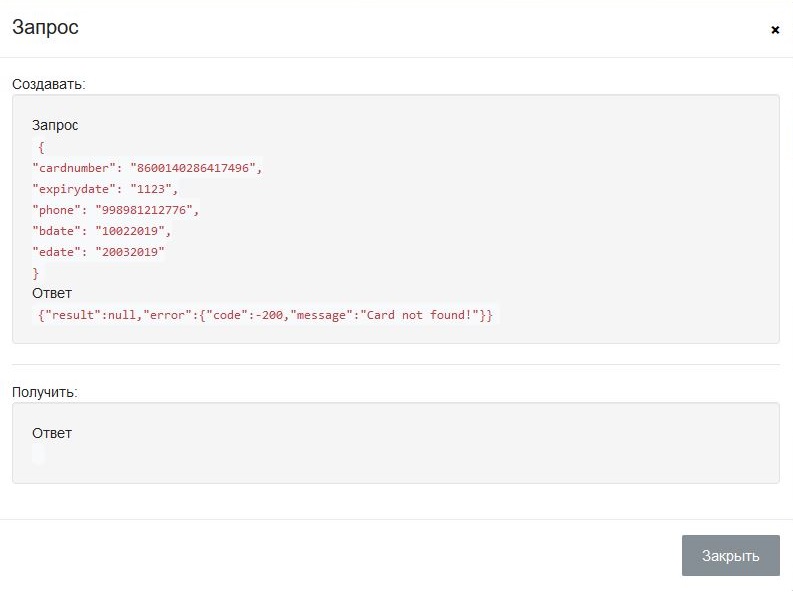 Запрос
×
Создавать:
Запрос
{
"cardnumber": "8600140286417496",
"expirydate": "1123",
"phone": "998981212776",
"bdate": "10022019",
"edate": "20032019"
}
Ответ
{"result":null,"error":{"code":-200,"message":"Card not found!"}}
Получить:
Ответ
Закрыть